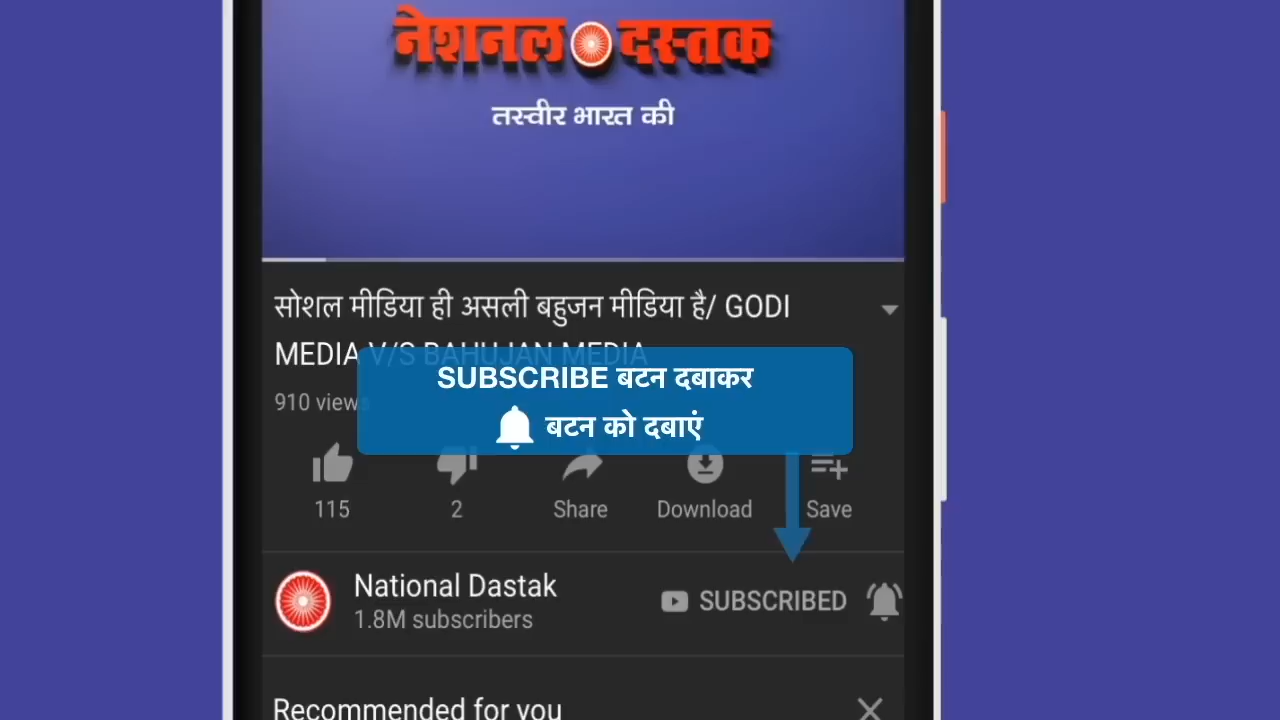 नेशनल दस्तक
तस्वीर भारत की
सोशल मीडिया ही असली बहुजन मीडिया है/ GODI
MEDIA V/S BAHUJAN MEDIA
SUBSCRIBE बटन दबाकर
910 views
बटन को दबाएं
115
2
Share
Download
Save
National Dastak
SUBSCRIBED
1.8M subscribers
Recommended for you